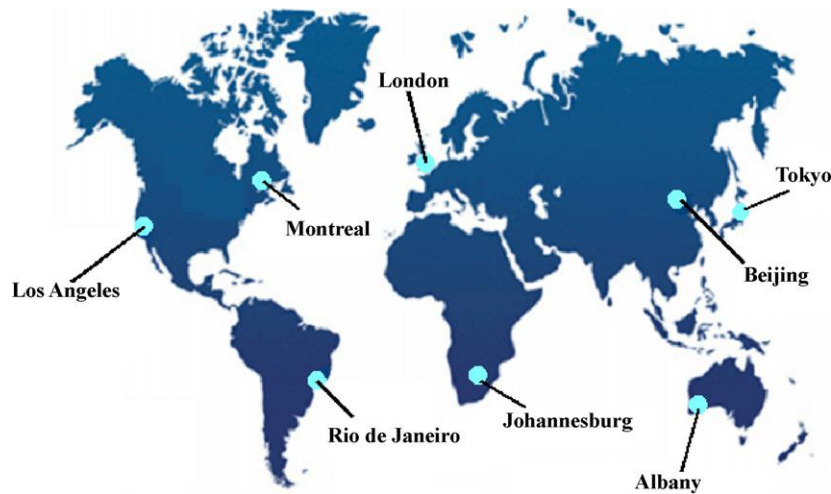 London
Tokyo
Montreal
Beijing
Los Angeles
Johannesburg
Rio de Janeiro
Albany